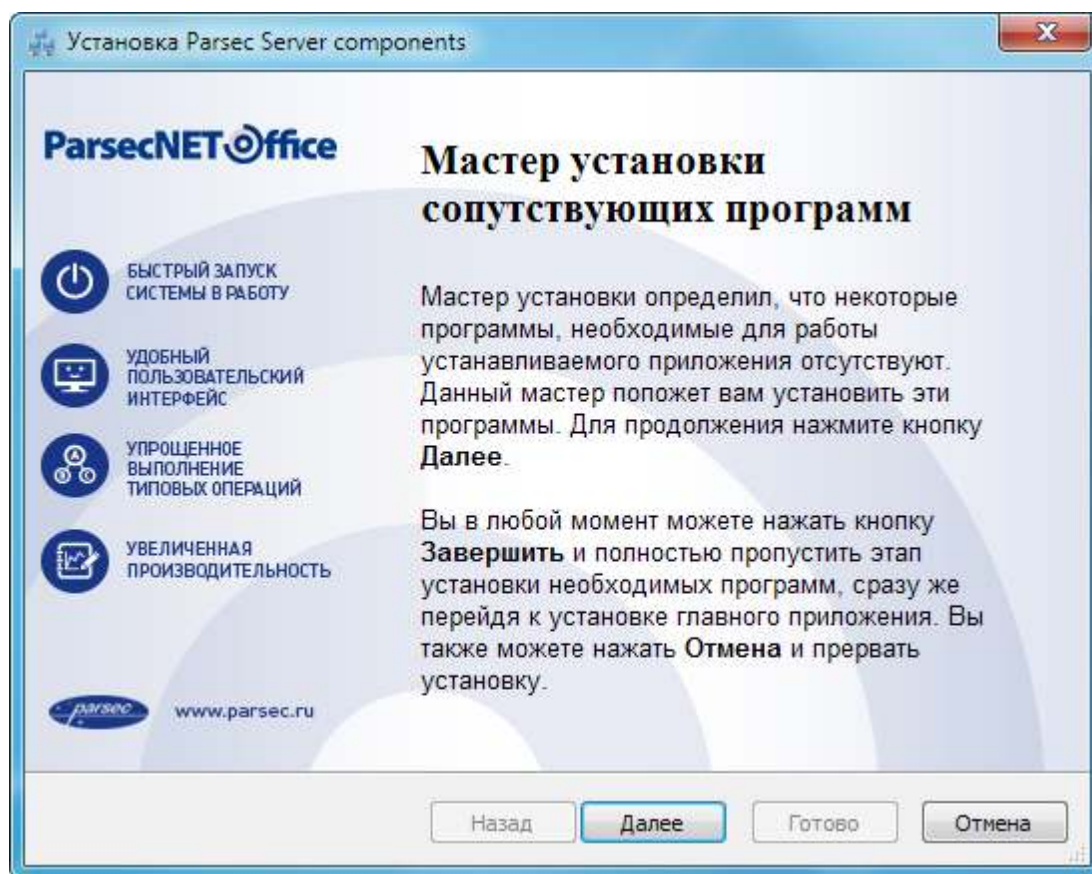 Установка Parsec Server components
ParsecNET Office
БЫСТРЫЙ ЗАПУСК
СИСТЕМЫ В РАБОТУ
УДОБНЫЙ
ПОЛЬЗОВАТЕЛЬСКИЙ
ИНТЕРФЕЙС
A
B C
УПРОЩЕННОЕ
ВЫПОЛНЕНИЕ
ТИПОВЫХ ОПЕРАЦИЙ
УВЕЛИЧЕННАЯ
ПРОИЗВОДИТЕЛЬНОСТЬ
parsec
www.parsec.ru
Мастер установки
сопутствующих программ
Мастер установки определил, что некоторые
программы, необходимые для работы
устанавливаемого приложения отсутствуют.
Данный мастер попожет вам установить эти
программы. Для продолжения нажмите кнопку
Далее.
Вы в любой момент можете нажать кнопку
Завершить и полностью пропустить этап
установки необходимых программ, сразу же
перейдя к установке главного приложения. Вы
также можете нажать Отмена и прервать
установку.
Назад
Далее
Готово
Отмена